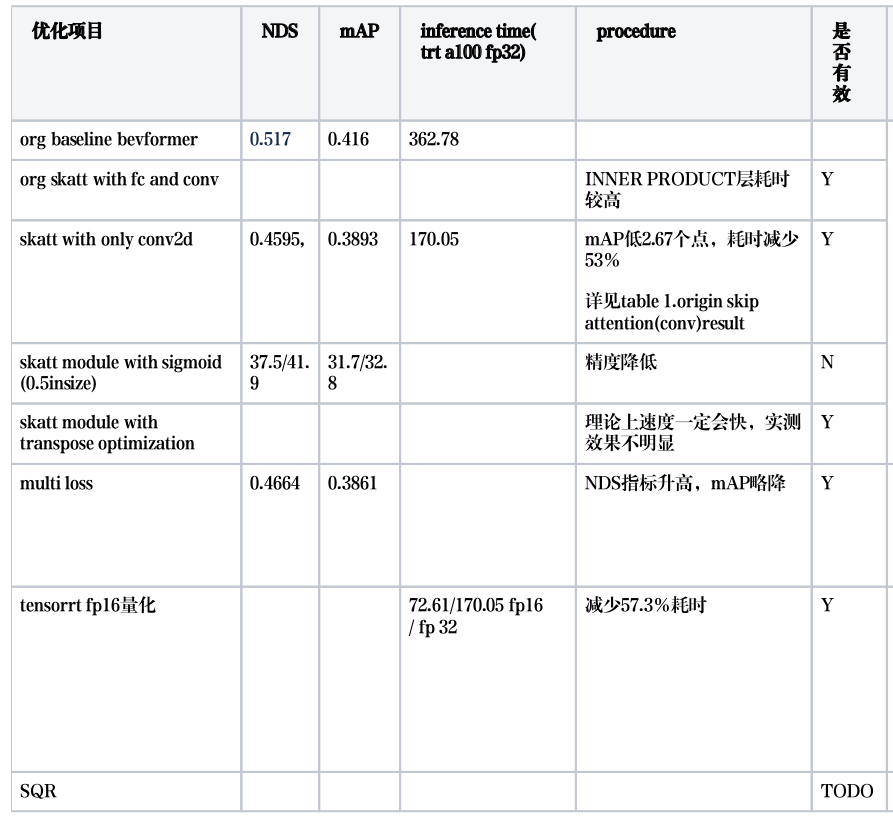 优化项目 NDS mAP inference time(
trt a100 fp32) procedure 是
否
有
效
org baseline bevformer 0.517 0.416 362.78
org skatt with fc and conv INNER PRODUCT层耗时
较高 Y
skatt with only conv2d 0.4595, 0.3893 170.05 mAP低2.67个点，耗时减少
53% Y
详见table 1.origin skip
attention(conv)result
skatt module with sigmoid
(0.5insize) 37.5/41.
9 31.7/32.
8 精度降低 N
skatt module with
transpose optimization 理论上速度一定会快，实测
效果不明显 Y
multi loss 0.4664 0.3861 NDS指标升高，mAP略降 Y
tensorrt fp16量化 72.61/170.05 fp16
/ fp 32 减少57.3%耗时 Y
SQR TODO